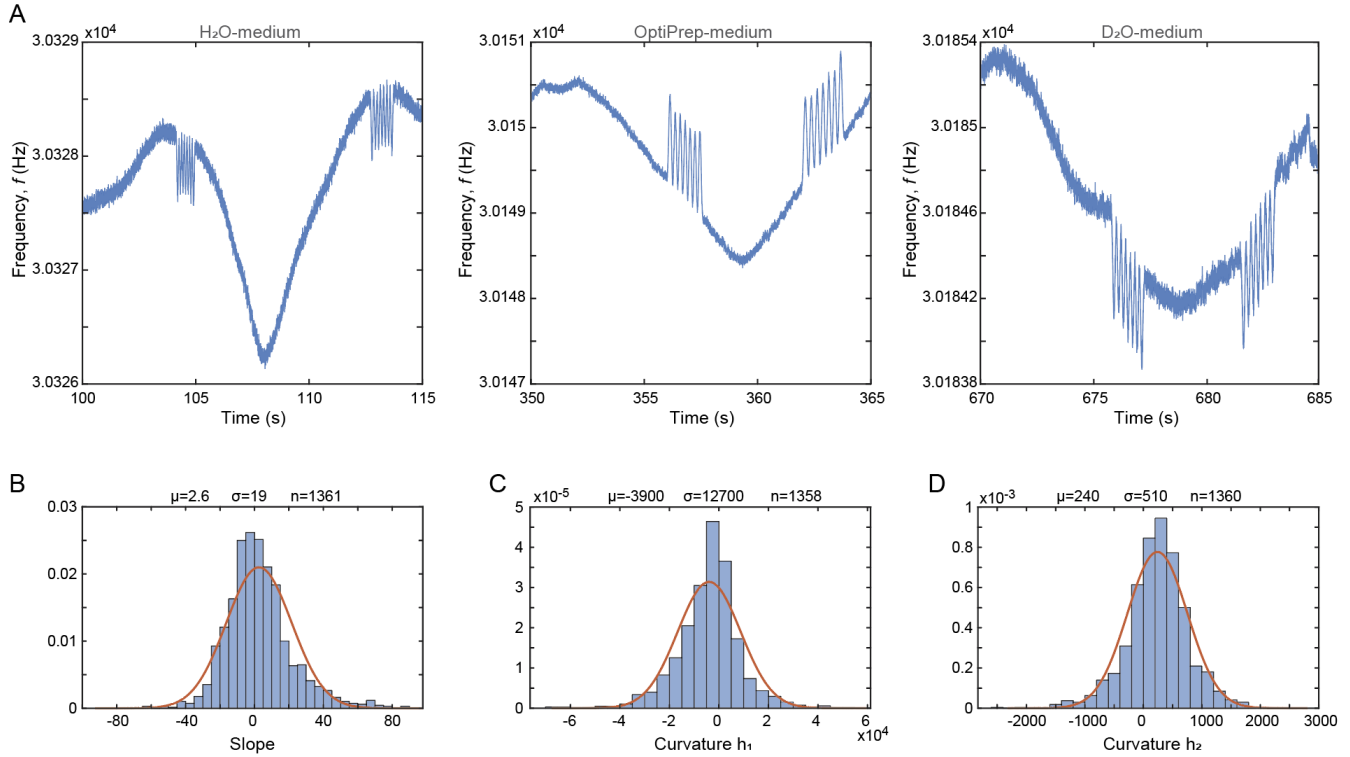 A
x10⁴ H₂O-medium
3.0329
3.0328
3.0327
3.0326
Frequency, f (Hz)
100 105 110 115
Time (s)
x10⁴ OptiPrep-medium
3.0151
3.015
3.0149
3.0148
3.0147
Frequency, f (Hz)
350 355 360 365
Time (s)
x10⁴ D₂O-medium
3.01854
3.0185
3.01846
3.01842
3.01838
Frequency, f (Hz)
670 675 680 685
Time (s)
B
μ=2.6 σ=19 n=1361
0.03
0.02
0.01
0
-80 -40 0 40 80
Slope
C
x10-5 μ=-3900 σ=12700 n=1358
5
4
3
2
1
0
-6 -4 -2 0 2 4 6
x10⁴
Curvature h₁
D
x10-3 μ=240 σ=510 n=1360
1
0.8
0.6
0.4
0.2
0
-2000 -1000 0 1000 2000 3000
Curvature h₂